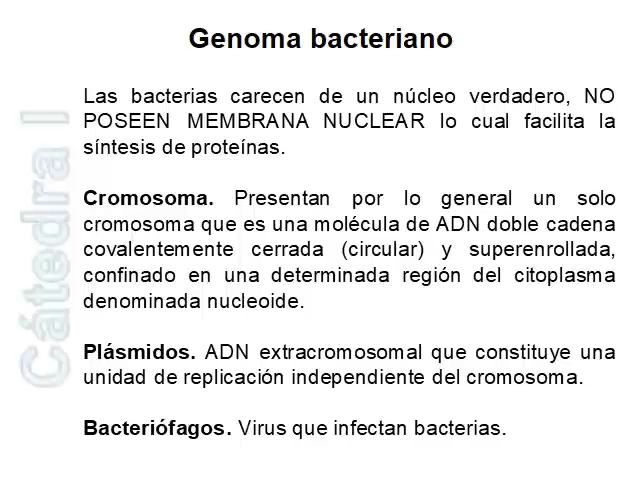 Genoma bacteriano
Las bacterias carecen de un núcleo verdadero, NO
POSEEN MEMBRANA NUCLEAR lo cual facilita la
síntesis de proteínas.
Cromosoma. Presentan por lo general un solo
cromosoma que es una molécula de ADN doble cadena
covalentemente cerrada (circular) y superenrollada,
confinado en una determinada región del citoplasma
denominada nucleoide.
Plásmidos. ADN extracromosomal que constituye una
unidad de replicación independiente del cromosoma.
Bacteriófagos. Virus que infectan bacterias.
Cátedra I